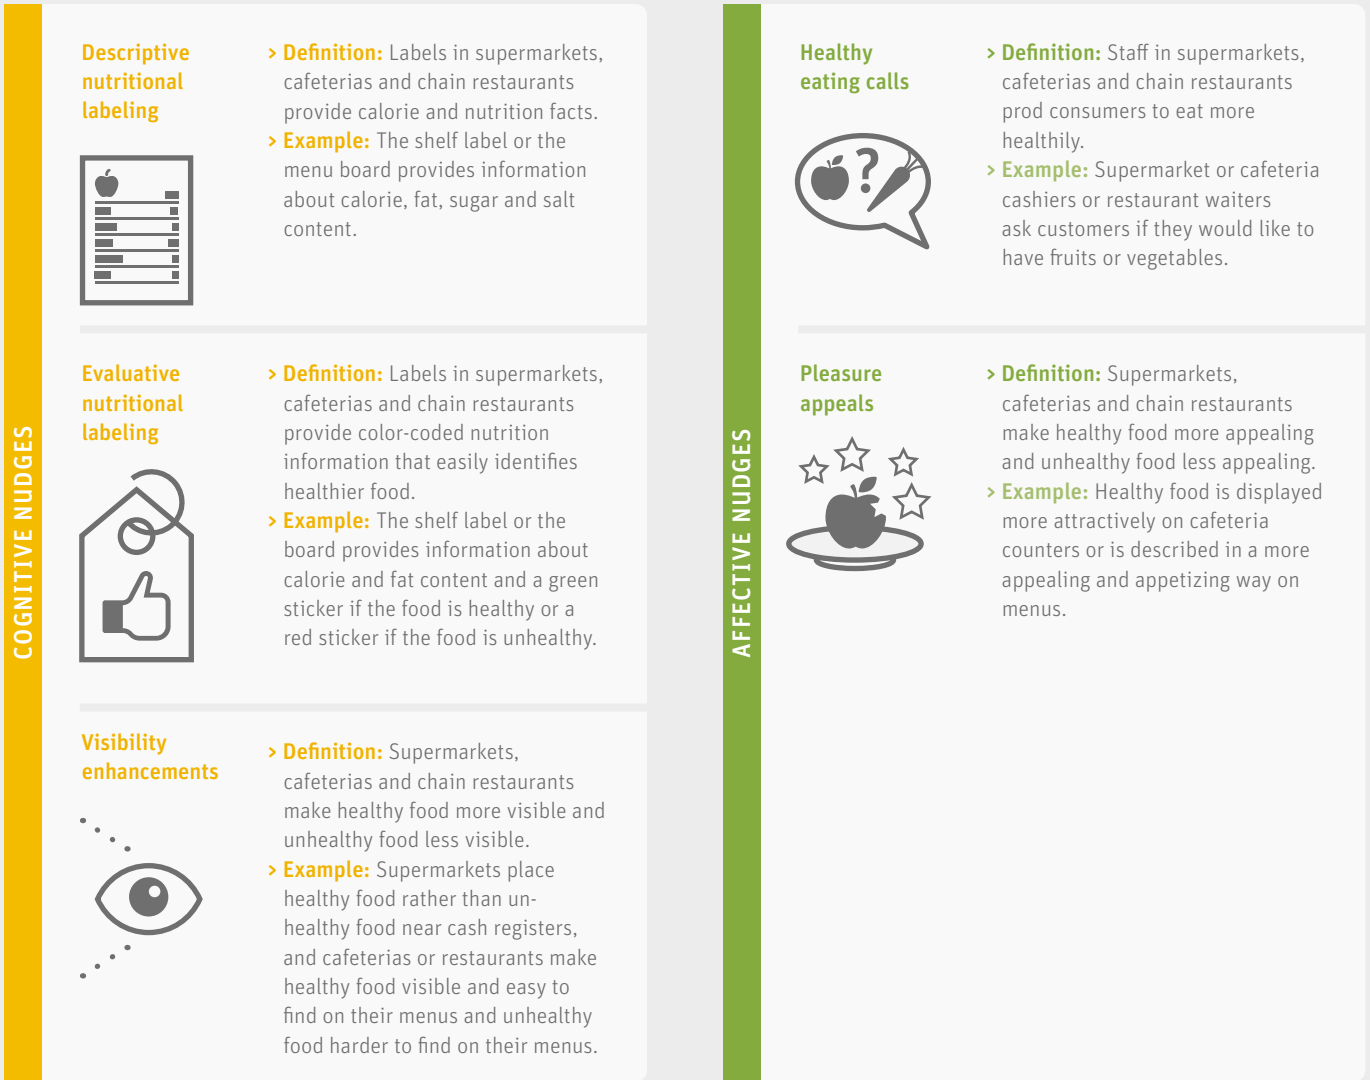 COGNITIVE NUDGES
Descriptive
nutritional
labeling
> Definition: Labels in supermarkets,
cafeterias and chain restaurants
provide calorie and nutrition facts.
> Example: The shelf label or the
menu board provides information
about calorie, fat, sugar and salt
content.
Evaluative
nutritional
labeling
> Definition: Labels in supermarkets,
cafeterias and chain restaurants
provide color-coded nutrition
information that easily identifies
healthier food.
> Example: The shelf label or the
board provides information about
calorie and fat content and a green
sticker if the food is healthy or a
red sticker if the food is unhealthy.
Visibility
enhancements
> Definition: Supermarkets,
cafeterias and chain restaurants
make healthy food more visible and
unhealthy food less visible.
> Example: Supermarkets place
healthy food rather than un-
healthy food near cash registers,
and cafeterias or restaurants make
healthy food visible and easy to
find on their menus and unhealthy
food harder to find on their menus.
AFFECTIVE NUDGES
Healthy
eating calls
?
> Definition: Staff in supermarkets,
cafeterias and chain restaurants
prod consumers to eat more
healthily.
> Example: Supermarket or cafeteria
cashiers or restaurant waiters
ask customers if they would like to
have fruits or vegetables.
Pleasure
appeals
> Definition: Supermarkets,
cafeterias and chain restaurants
make healthy food more appealing
and unhealthy food less appealing.
> Example: Healthy food is displayed
more attractively on cafeteria
counters or is described in a more
appealing and appetizing way on
menus.